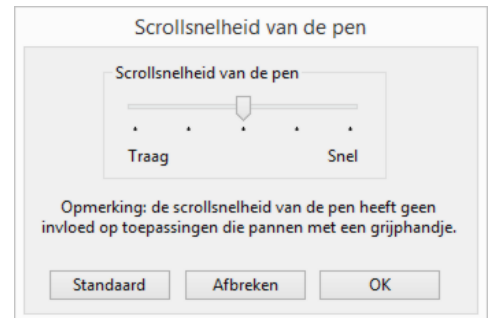 Scrollsnelheid van de pen
Scrollsnelheid van de pen
Traag Snel
Opmerking: de scrollsnelheid van de pen heeft geen
invloed op toepassingen die pannen met een grijphandje.
Standaard Afbreken OK